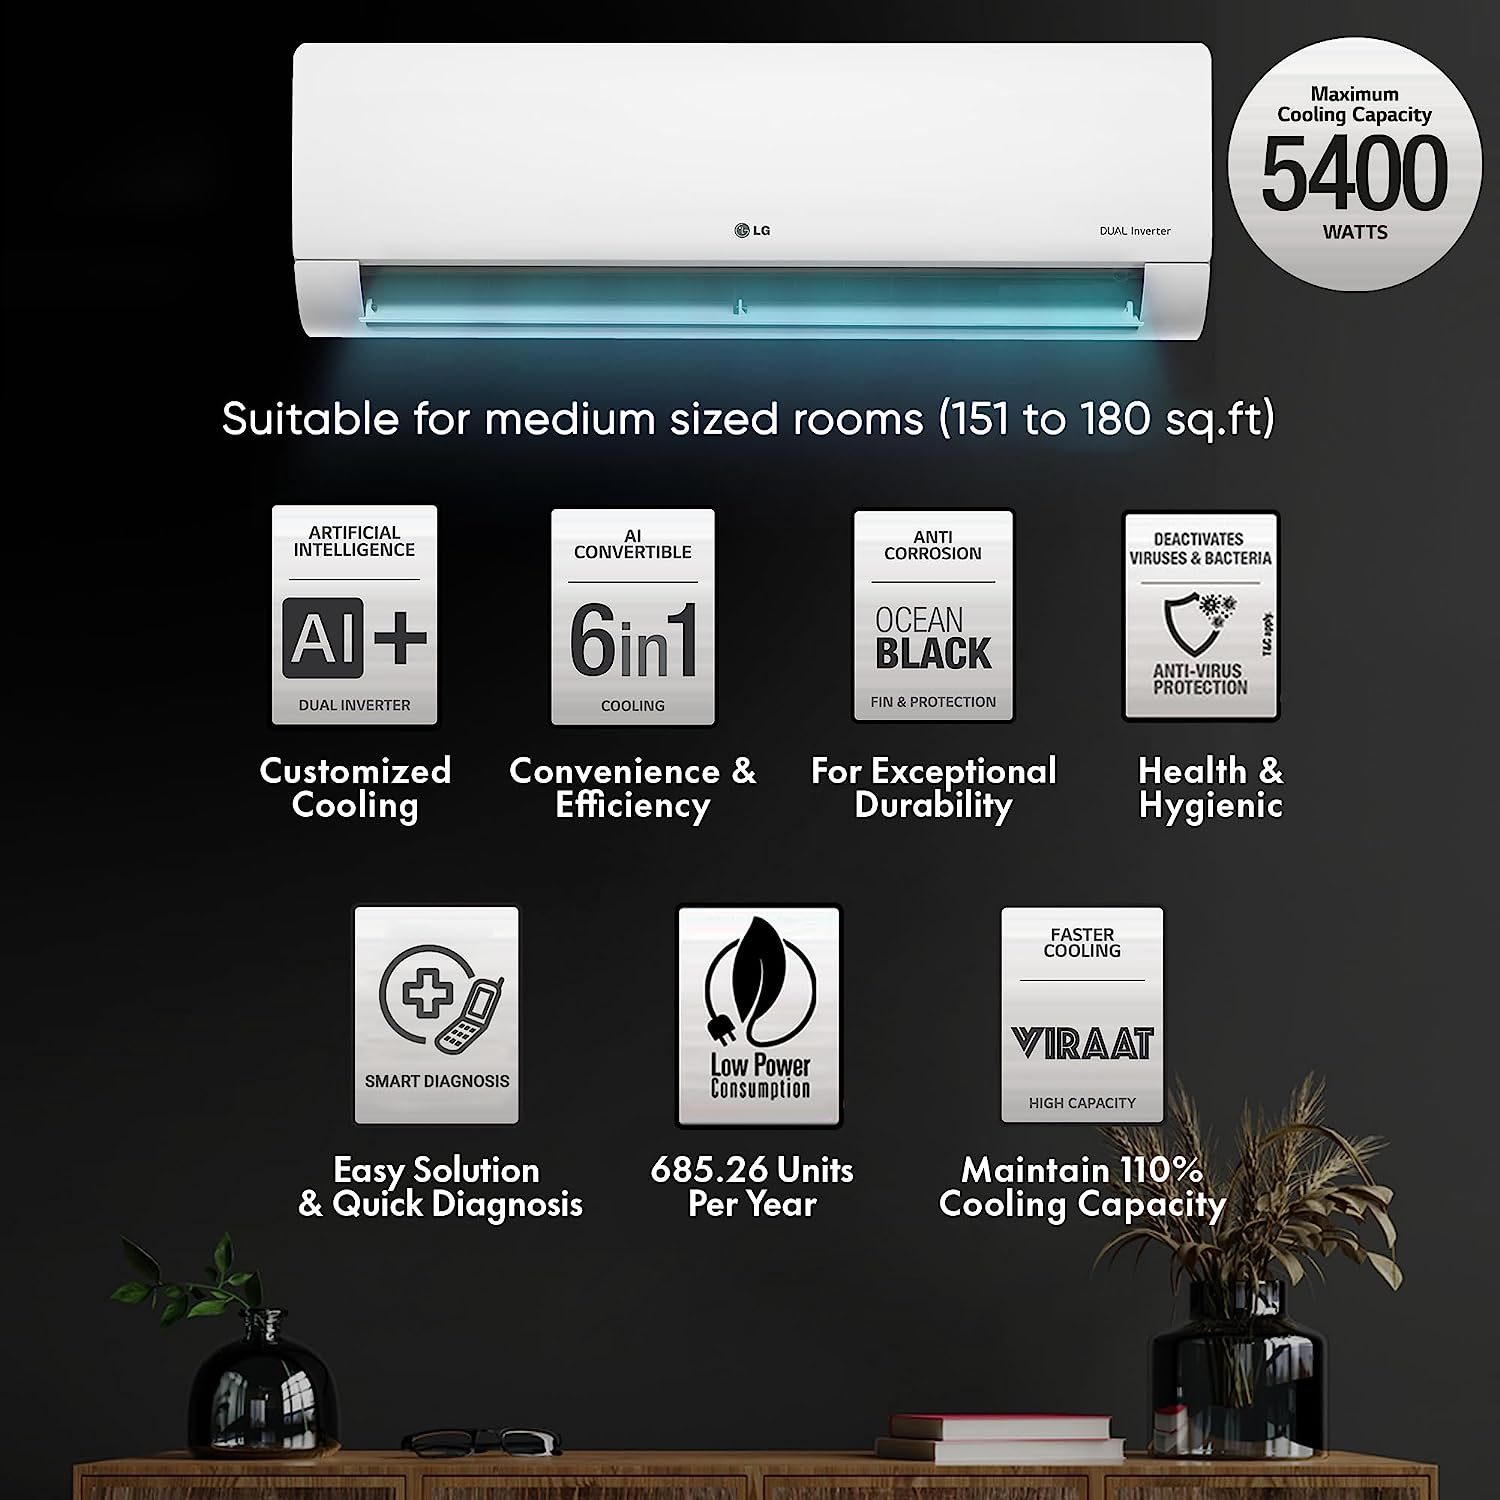 Maximum
Cooling Capacity
5400
WATTS
LG
DUAL Inverter
Suitable for medium sized rooms (151 to 180 sq.ft)
ARTIFICIAL
INTELLIGENCE
AI+
DUAL INVERTER
Customized
Cooling
AI
CONVERTIBLE
6in1
COOLING
Convenience &
Efficiency
ANTI
CORROSION
OCEAN
BLACK
FIN & PROTECTION
For Exceptional
Durability
DEACTIVATES
VIRUSES & BACTERIA
T&C apply.
ANTI-VIRUS
PROTECTION
Health &
Hygienic
SMART DIAGNOSIS
Easy Solution
& Quick Diagnosis
Low Power
Consumption
685.26 Units
Per Year
FASTER
COOLING
VIRAAT
HIGH CAPACITY
Maintain 110%
Cooling Capacity